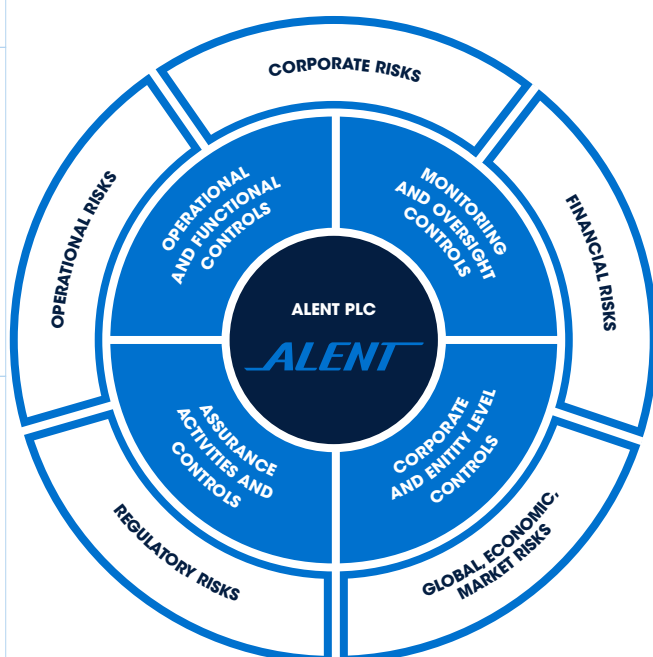 CORPORATE RISKS
OPERATIONAL RISKS
FINANCIAL RISKS
OPERATIONAL
AND FUNCTIONAL
CONTROLS
MONITORIING
AND OVERSIGHT
CONTROLS
ALENT PLC
ALENT
ASSURANCE
ACTIVITIES AND
CONTROLS
CORPORATE
AND ENITITY LEVEL
CONTROLS
REGULATORY RISKS
GLOBAL, ECONOMIC,
MARKET RISKS